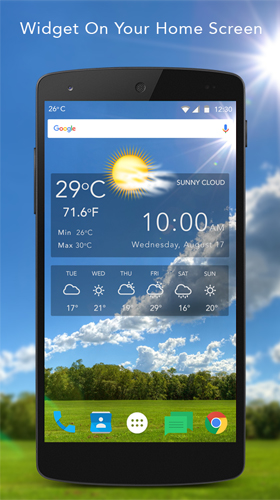 Widget On Your Home Screen
26°C 12:30
Google
29°C SUNNY CLOUD
71.6°F
10:00 AM
Min 26°C
Max 30°C Wednesday, August 17
TUE WED THU FRI SAT SUN
17° 21° 19° 17° 16° 20°